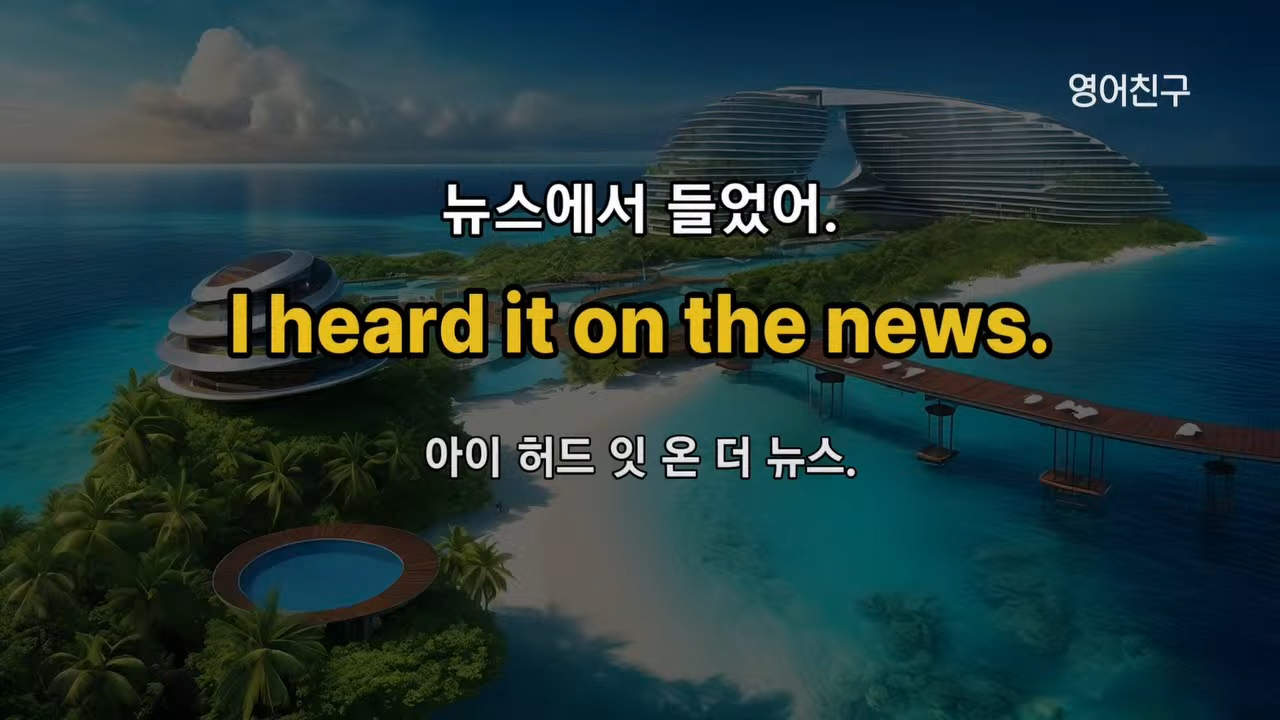 영어친구
뉴스에서 들었어.
I heard it on the news.
아이 허드 잇 온 더 뉴스.